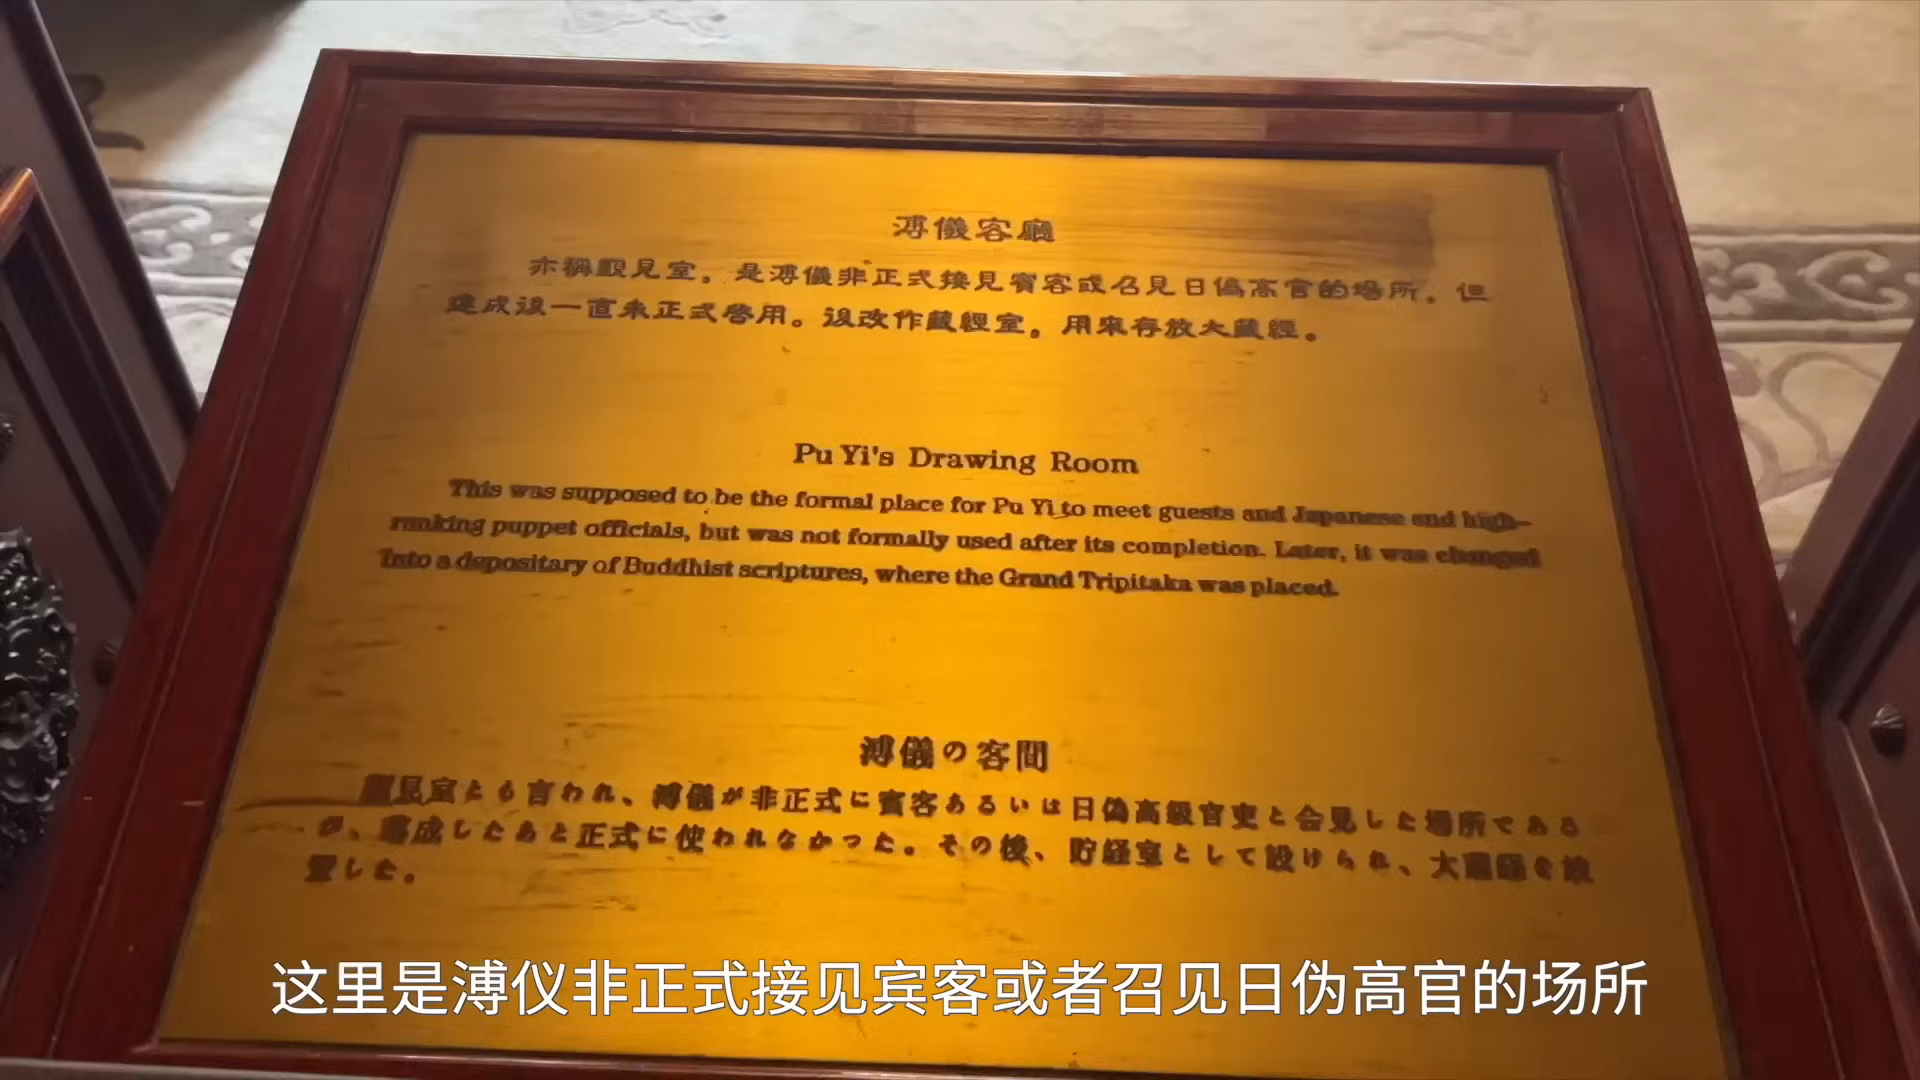 溥儀客廳
亦稱覲見室。是溥儀非正式接見賓客或召見日偽高官的場所。但
建成後一直未正式啓用。後改作藏經室。用來存放大藏經。
Pu Yi's Drawing Room
This was supposed to be the formal place for Pu Yi to meet guests and Japanese and high-
ranking puppet officials, but was not formally used after its completion. Later, it was changed
into a depositary of Buddhist scriptures, where the Grand Tripitaka was placed.
溥儀の客間
覲見室とも言われ、溥儀が非正式に賓客あるいは日偽高級官吏と会見した場所である
が、落成したあと正式に使われなかった。その後、貯経室として設けられ、大蔵経を放
置した。
这里是溥仪非正式接见宾客或者召见日伪高官的场所